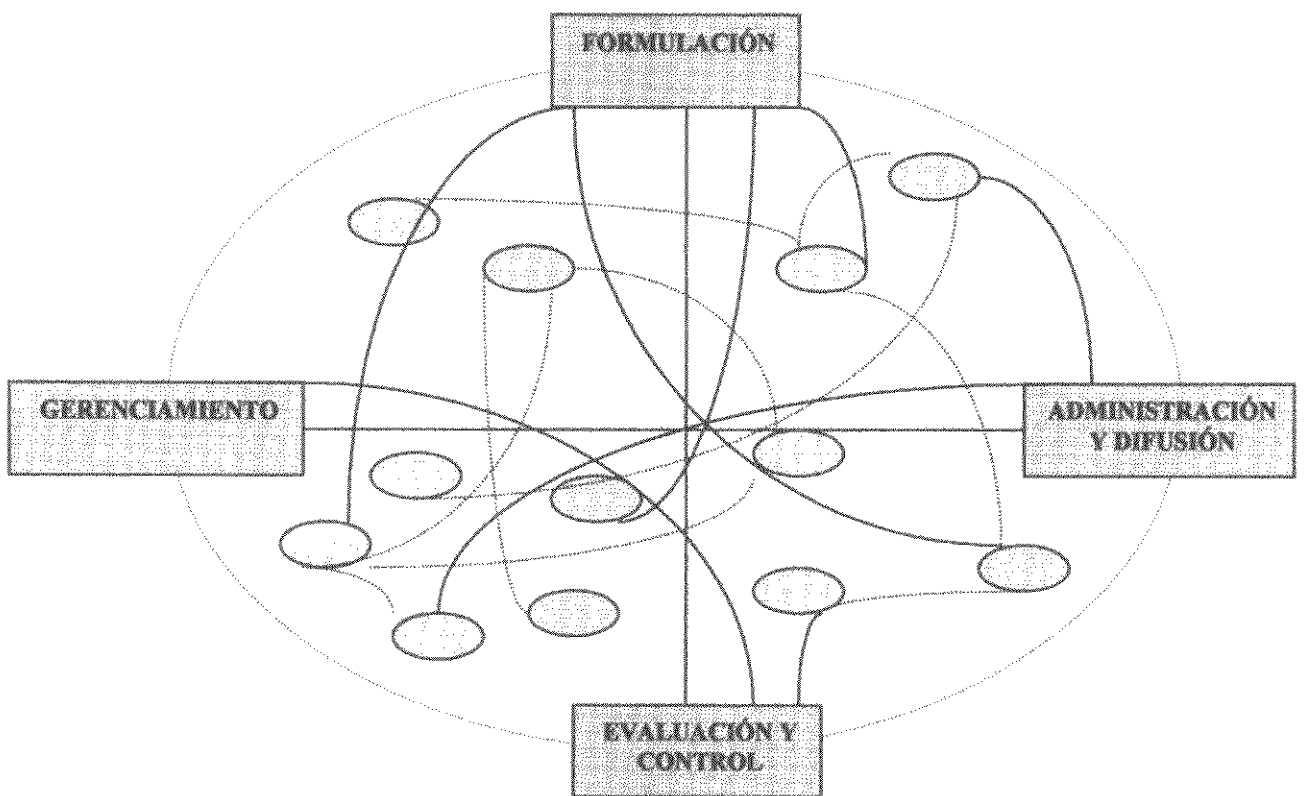 FORMULACIÓN
GERENCIAMIENTO
ADMINISTRACIÓN
Y DIFUSIÓN
EVALUACIÓN Y
CONTROL